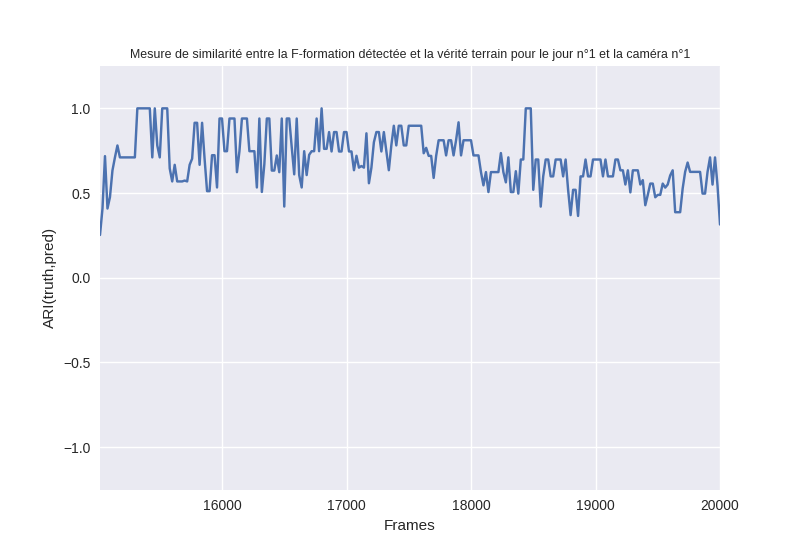 Mesure de similarité entre la F-formation détectée et la vérité terrain pour le jour n°1 et la caméra n°1
1.0
0.5
0.0
−0.5
−1.0
ARI(truth,pred)
16000 17000 18000 19000 20000
Frames